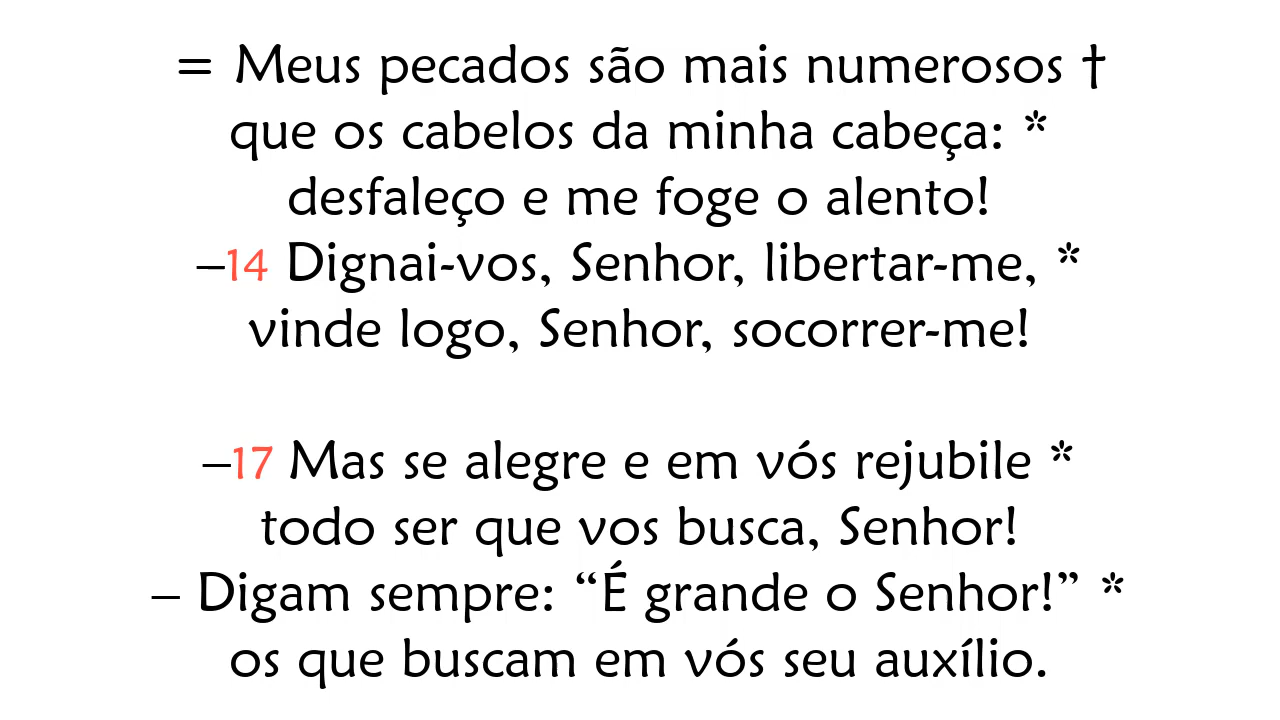 = Meus pecados são mais numerosos †
que os cabelos da minha cabeça: *
desfaleço e me foge o alento!
–14 Dignai-vos, Senhor, libertar-me, *
vinde logo, Senhor, socorrer-me!
–17 Mas se alegre e em vós rejubile *
todo ser que vos busca, Senhor!
– Digam sempre: “É grande o Senhor!” *
os que buscam em vós seu auxílio.